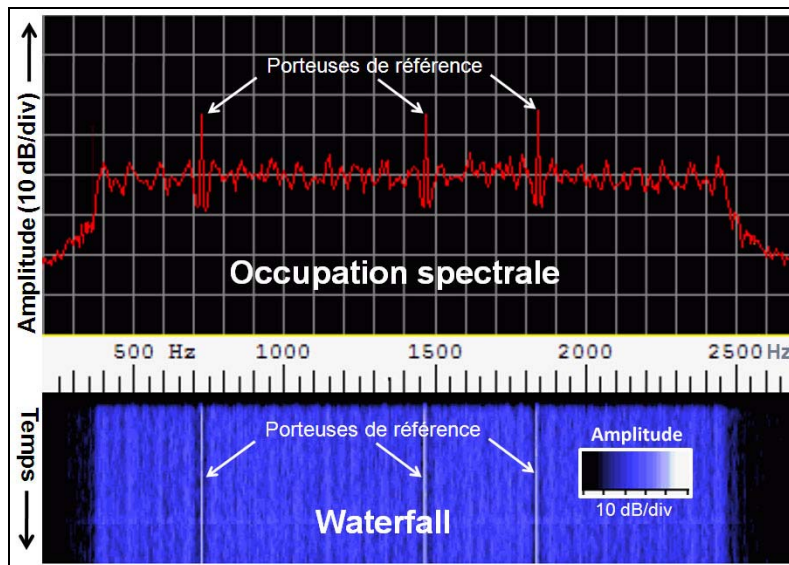 Amplitude (10 dB/div)
Porteuses de référence
Occupation spectrale
500 Hz 1000 1500 2000 2500 Hz
Temps
Porteuses de référence
Amplitude
10 dB/div
Waterfall